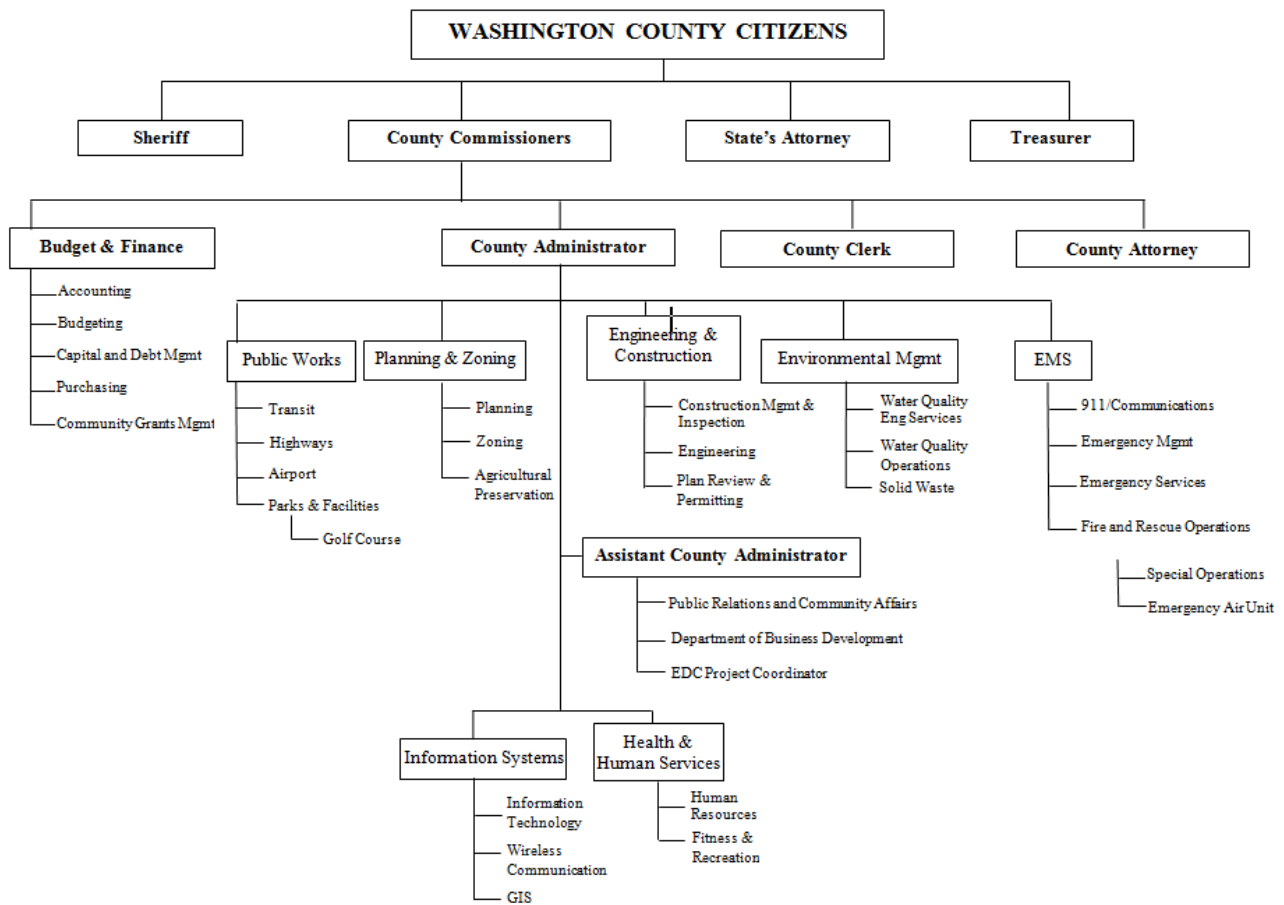 WASHINGTON COUNTY CITIZENS
Sheriff
County Commissioners
State's Attorney
Treasurer
Budget & Finance
County Administrator
County Clerk
County Attorney
Accounting
Budgeting
Capital and Debt Mgmt
Purchasing
Community Grants Mgmt
Public Works
Transit
Highways
Airport
Parks & Facilities
Golf Course
Planning & Zoning
Planning
Zoning
Agricultural
Preservation
Engineering &
Construction
Construction Mgmt &
Inspection
Engineering
Plan Review &
Permitting
Environmental Mgmt
Water Quality
Eng Services
Water Quality
Operations
Solid Waste
EMS
911/Communications
Emergency Mgmt
Emergency Services
Fire and Rescue Operations
Special Operations
Emergency Air Unit
Assistant County Administrator
Public Relations and Community Affairs
Department of Business Development
EDC Project Coordinator
Information Systems
Information
Technology
Wireless
Communication
GIS
Health &
Human Services
Human
Resources
Fitness &
Recreation